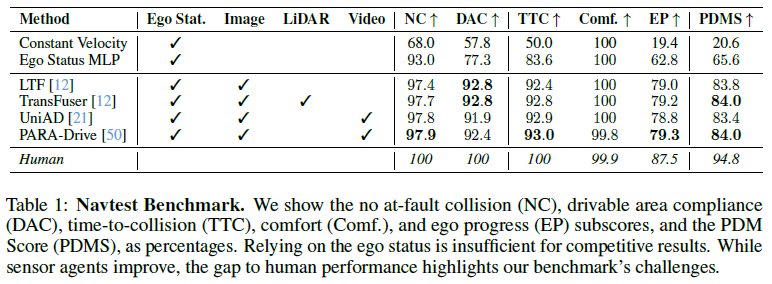 Method Ego Stat. Image LiDAR Video NC ↑ DAC ↑ TTC ↑ Comf. ↑ EP ↑ PDMS ↑
Constant Velocity ✓ 68.0 57.8 50.0 100 19.4 20.6
Ego Status MLP ✓ 93.0 77.3 83.6 100 62.8 65.6
LTF [12] ✓ ✓ 97.4 92.8 92.4 100 79.0 83.8
TransFuser [12] ✓ ✓ ✓ 97.7 92.8 92.8 100 79.2 84.0
UniAD [21] ✓ ✓ 97.8 91.9 92.9 100 78.8 83.4
PARA-Drive [50] ✓ ✓ 97.9 92.4 93.0 99.8 79.3 84.0
Human 100 100 100 99.9 87.5 94.8
Table 1: Navtest Benchmark. We show the no at-fault collision (NC), drivable area compliance
(DAC), time-to-collision (TTC), comfort (Comf.), and ego progress (EP) subscores, and the PDM
Score (PDMS), as percentages. Relying on the ego status is insufficient for competitive results. While
sensor agents improve, the gap to human performance highlights our benchmark's challenges.